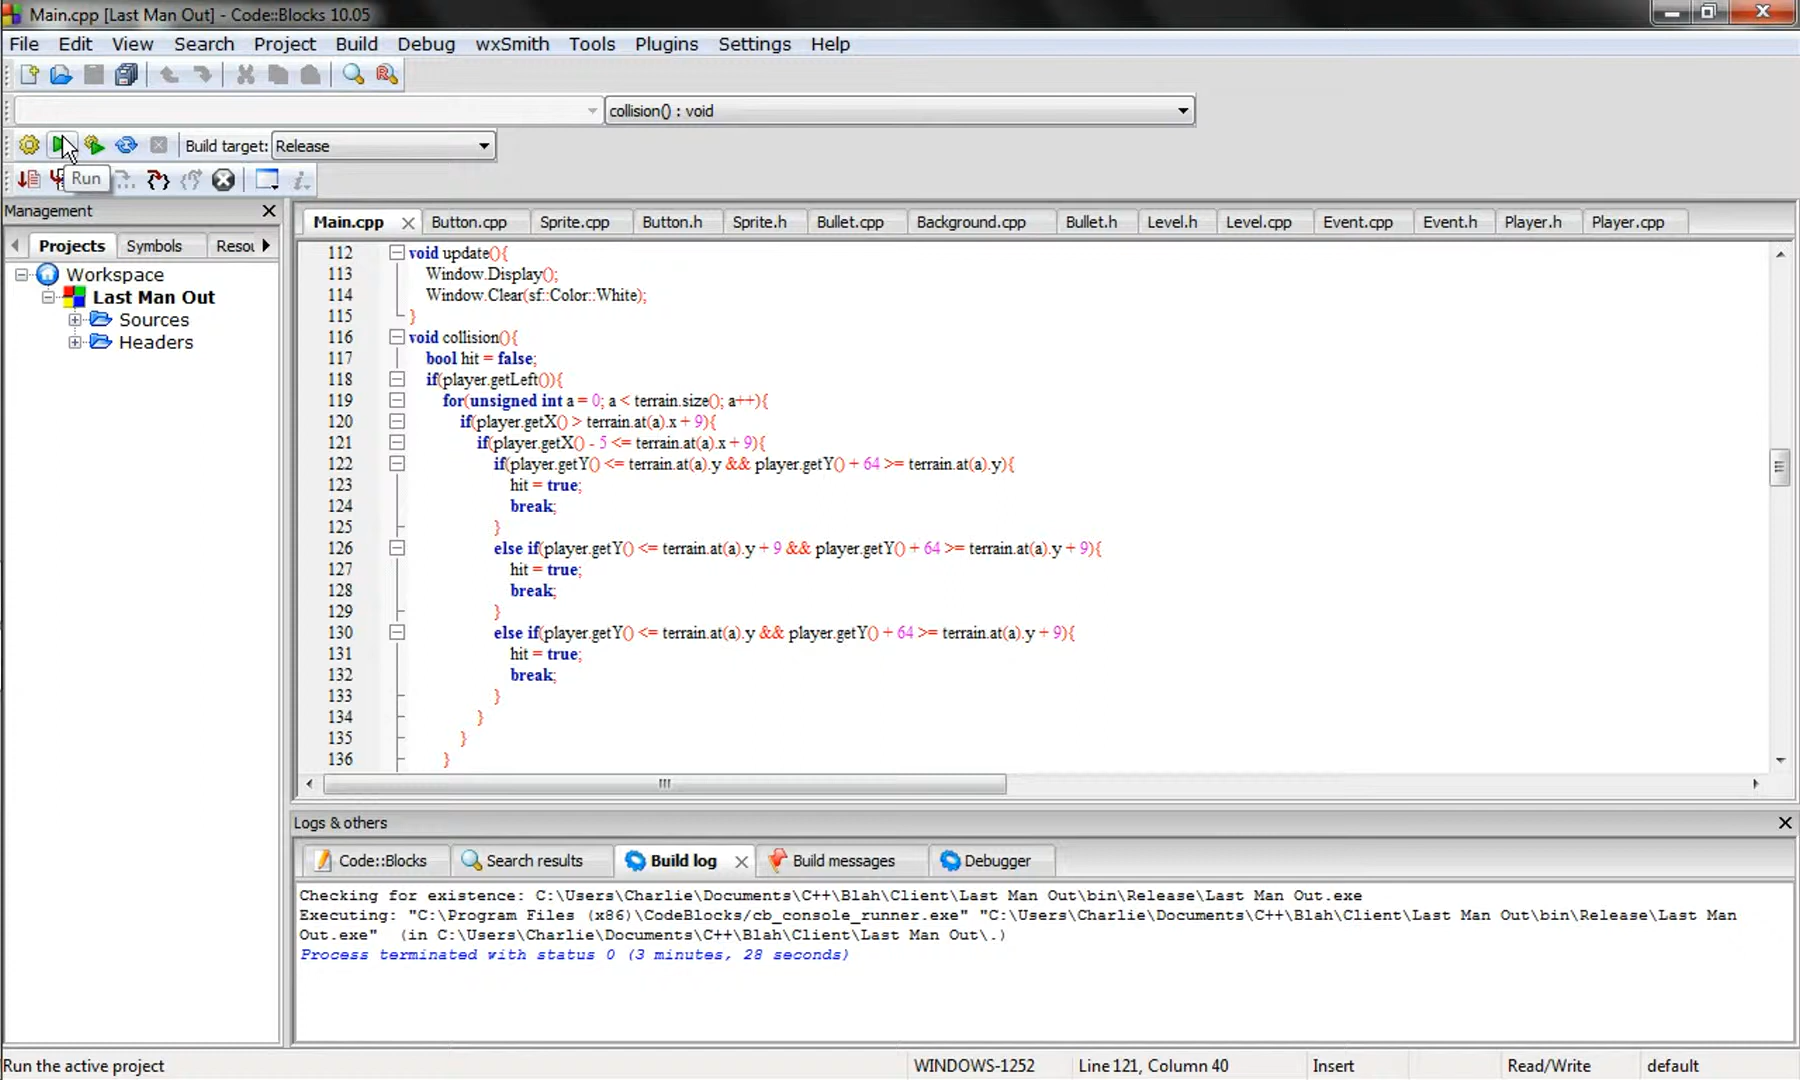 Main.cpp [Last Man Out] - Code::Blocks 10.05
File Edit View Search Project Build Debug wxSmith Tools Plugins Settings Help
collision() : void
Build target: Release
Run
Management
Projects Symbols Resou
Workspace
Last Man Out
Sources
Headers
Main.cpp Button.cpp Sprite.cpp Button.h Sprite.h Bullet.cpp Background.cpp Bullet.h Level.h Level.cpp Event.cpp Event.h Player.h Player.cpp
112 void update(){
113 Window.Display();
114 Window.Clear(sf::Color::White);
115 }
116 void collision(){
117 bool hit = false;
118 if(player.getLeft()){
119 for(unsigned int a = 0; a < terrain.size(); a++){
120 if(player.getX() > terrain.at(a).x + 9){
121 if(player.getX() - 5 <= terrain.at(a).x + 9){
122 if(player.getY() <= terrain.at(a).y && player.getY() + 64 >= terrain.at(a).y){
123 hit = true;
124 break;
125 }
126 else if(player.getY() <= terrain.at(a).y + 9 && player.getY() + 64 >= terrain.at(a).y + 9){
127 hit = true;
128 break;
129 }
130 else if(player.getY() <= terrain.at(a).y && player.getY() + 64 >= terrain.at(a).y + 9){
131 hit = true;
132 break;
133 }
134 }
135 }
136 }
Logs & others
Code::Blocks Search results Build log Build messages Debugger
Checking for existence: C:\Users\Charlie\Documents\C++\Blah\Client\Last Man Out\bin\Release\Last Man Out.exe
Executing: "C:\Program Files (x86)\CodeBlocks/cb_console_runner.exe" "C:\Users\Charlie\Documents\C++\Blah\Client\Last Man Out\bin\Release\Last Man
Out.exe"  (in C:\Users\Charlie\Documents\C++\Blah\Client\Last Man Out\.)
Process terminated with status 0 (3 minutes, 28 seconds)
Run the active project WINDOWS-1252 Line 121, Column 40 Insert Read/Write default